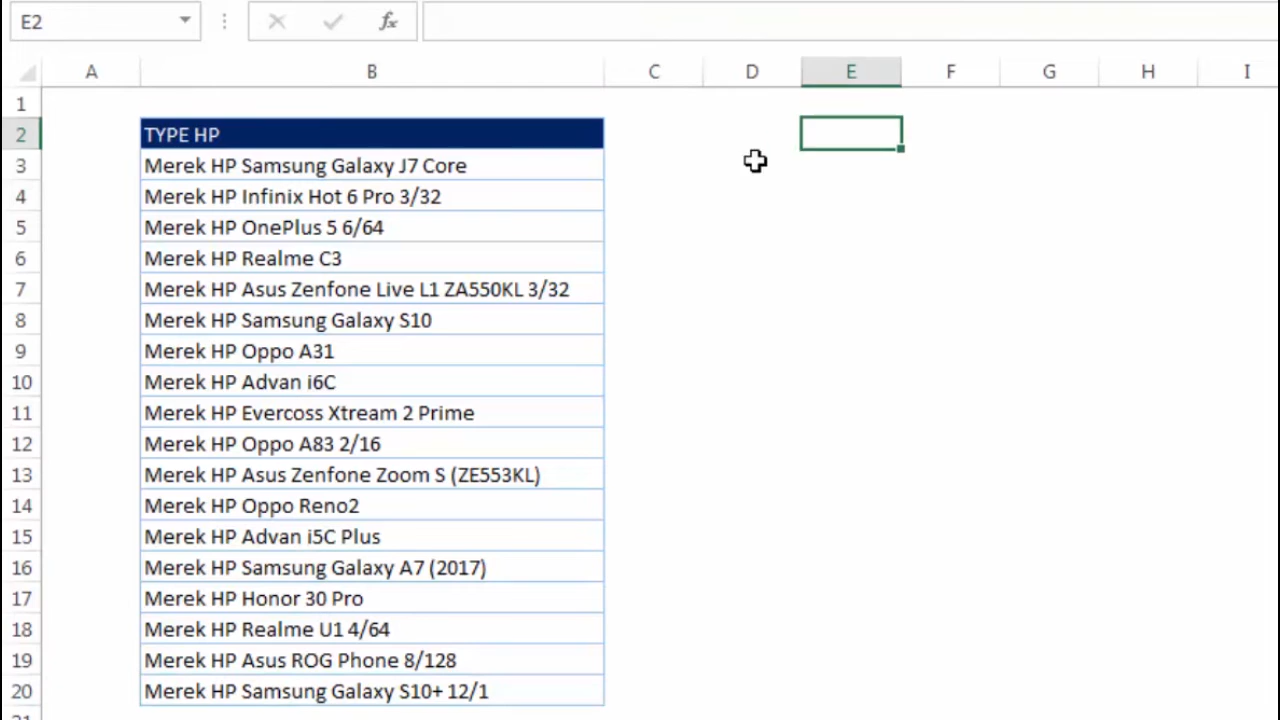 E2 fx
A B C D E F G H I
1
2 TYPE HP
3 Merek HP Samsung Galaxy J7 Core
4 Merek HP Infinix Hot 6 Pro 3/32
5 Merek HP OnePlus 5 6/64
6 Merek HP Realme C3
7 Merek HP Asus Zenfone Live L1 ZA550KL 3/32
8 Merek HP Samsung Galaxy S10
9 Merek HP Oppo A31
10 Merek HP Advan i6C
11 Merek HP Evercoss Xtream 2 Prime
12 Merek HP Oppo A83 2/16
13 Merek HP Asus Zenfone Zoom S (ZE553KL)
14 Merek HP Oppo Reno2
15 Merek HP Advan i5C Plus
16 Merek HP Samsung Galaxy A7 (2017)
17 Merek HP Honor 30 Pro
18 Merek HP Realme U1 4/64
19 Merek HP Asus ROG Phone 8/128
20 Merek HP Samsung Galaxy S10+ 12/1